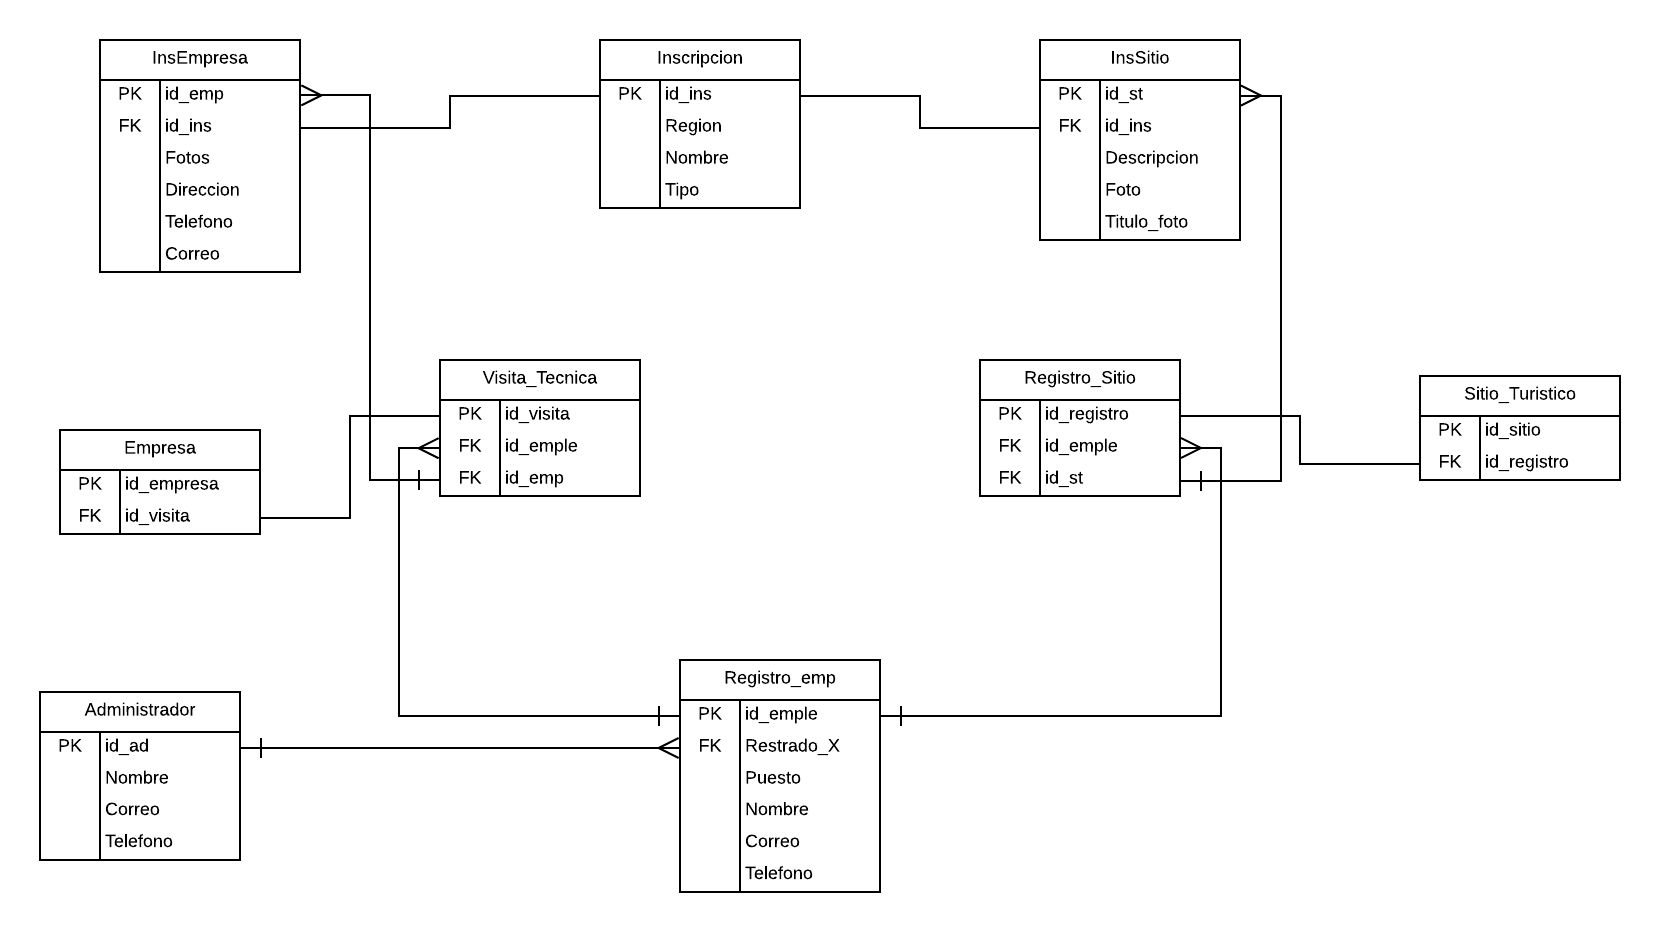 InsEmpresa
PK id_emp
FK id_ins
Fotos
Direccion
Telefono
Correo
Inscripcion
PK id_ins
Region
Nombre
Tipo
InsSitio
PK id_st
FK id_ins
Descripcion
Foto
Titulo_foto
Visita_Tecnica
PK id_visita
FK id_emple
FK id_emp
Registro_Sitio
PK id_registro
FK id_emple
FK id_st
Sitio_Turistico
PK id_sitio
FK id_registro
Empresa
PK id_empresa
FK id_visita
Administrador
PK id_ad
Nombre
Correo
Telefono
Registro_emp
PK id_emple
FK Restrado_X
Puesto
Nombre
Correo
Telefono